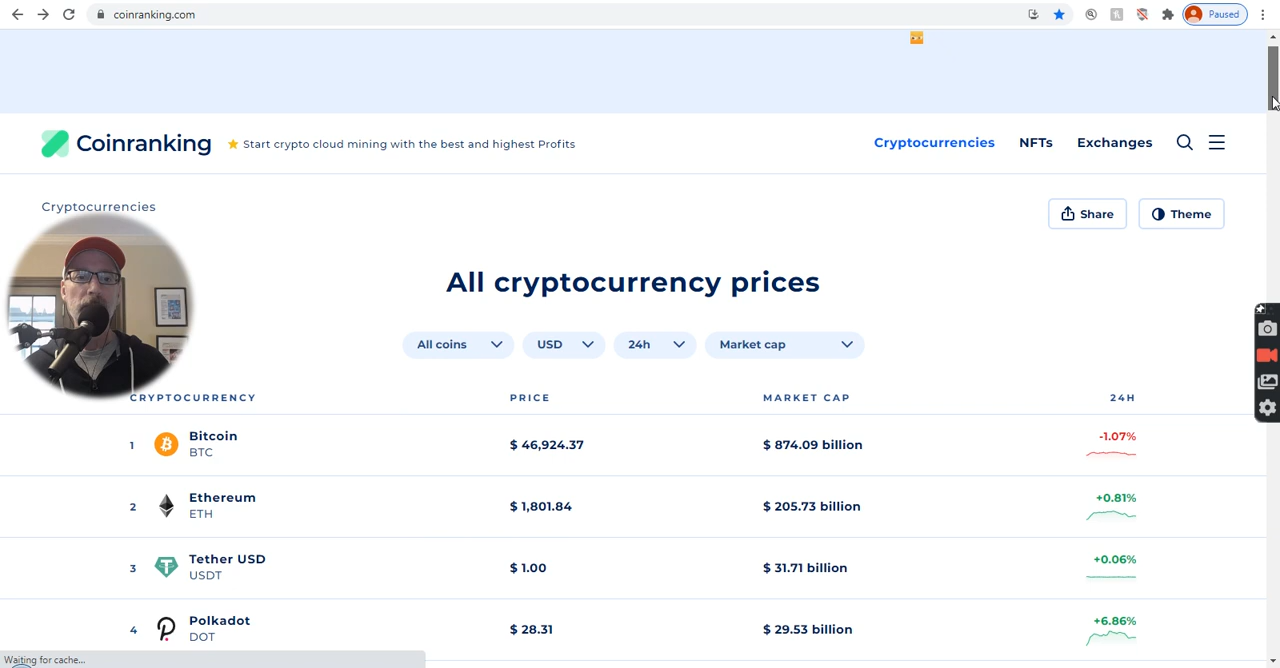 coinranking.com
Paused
Coinranking
Start crypto cloud mining with the best and highest Profits
Cryptocurrencies
NFTs
Exchanges
Cryptocurrencies
Share
Theme
All cryptocurrency prices
All coins
USD
24h
Market cap
CRYPTOCURRENCY
PRICE
MARKET CAP
24H
1
Bitcoin
BTC
$ 46,924.37
$ 874.09 billion
-1.07%
2
Ethereum
ETH
$ 1,801.84
$ 205.73 billion
+0.81%
3
Tether USD
USDT
$ 1.00
$ 31.71 billion
+0.06%
4
Polkadot
DOT
$ 28.31
$ 29.53 billion
+6.86%
Waiting for cache...